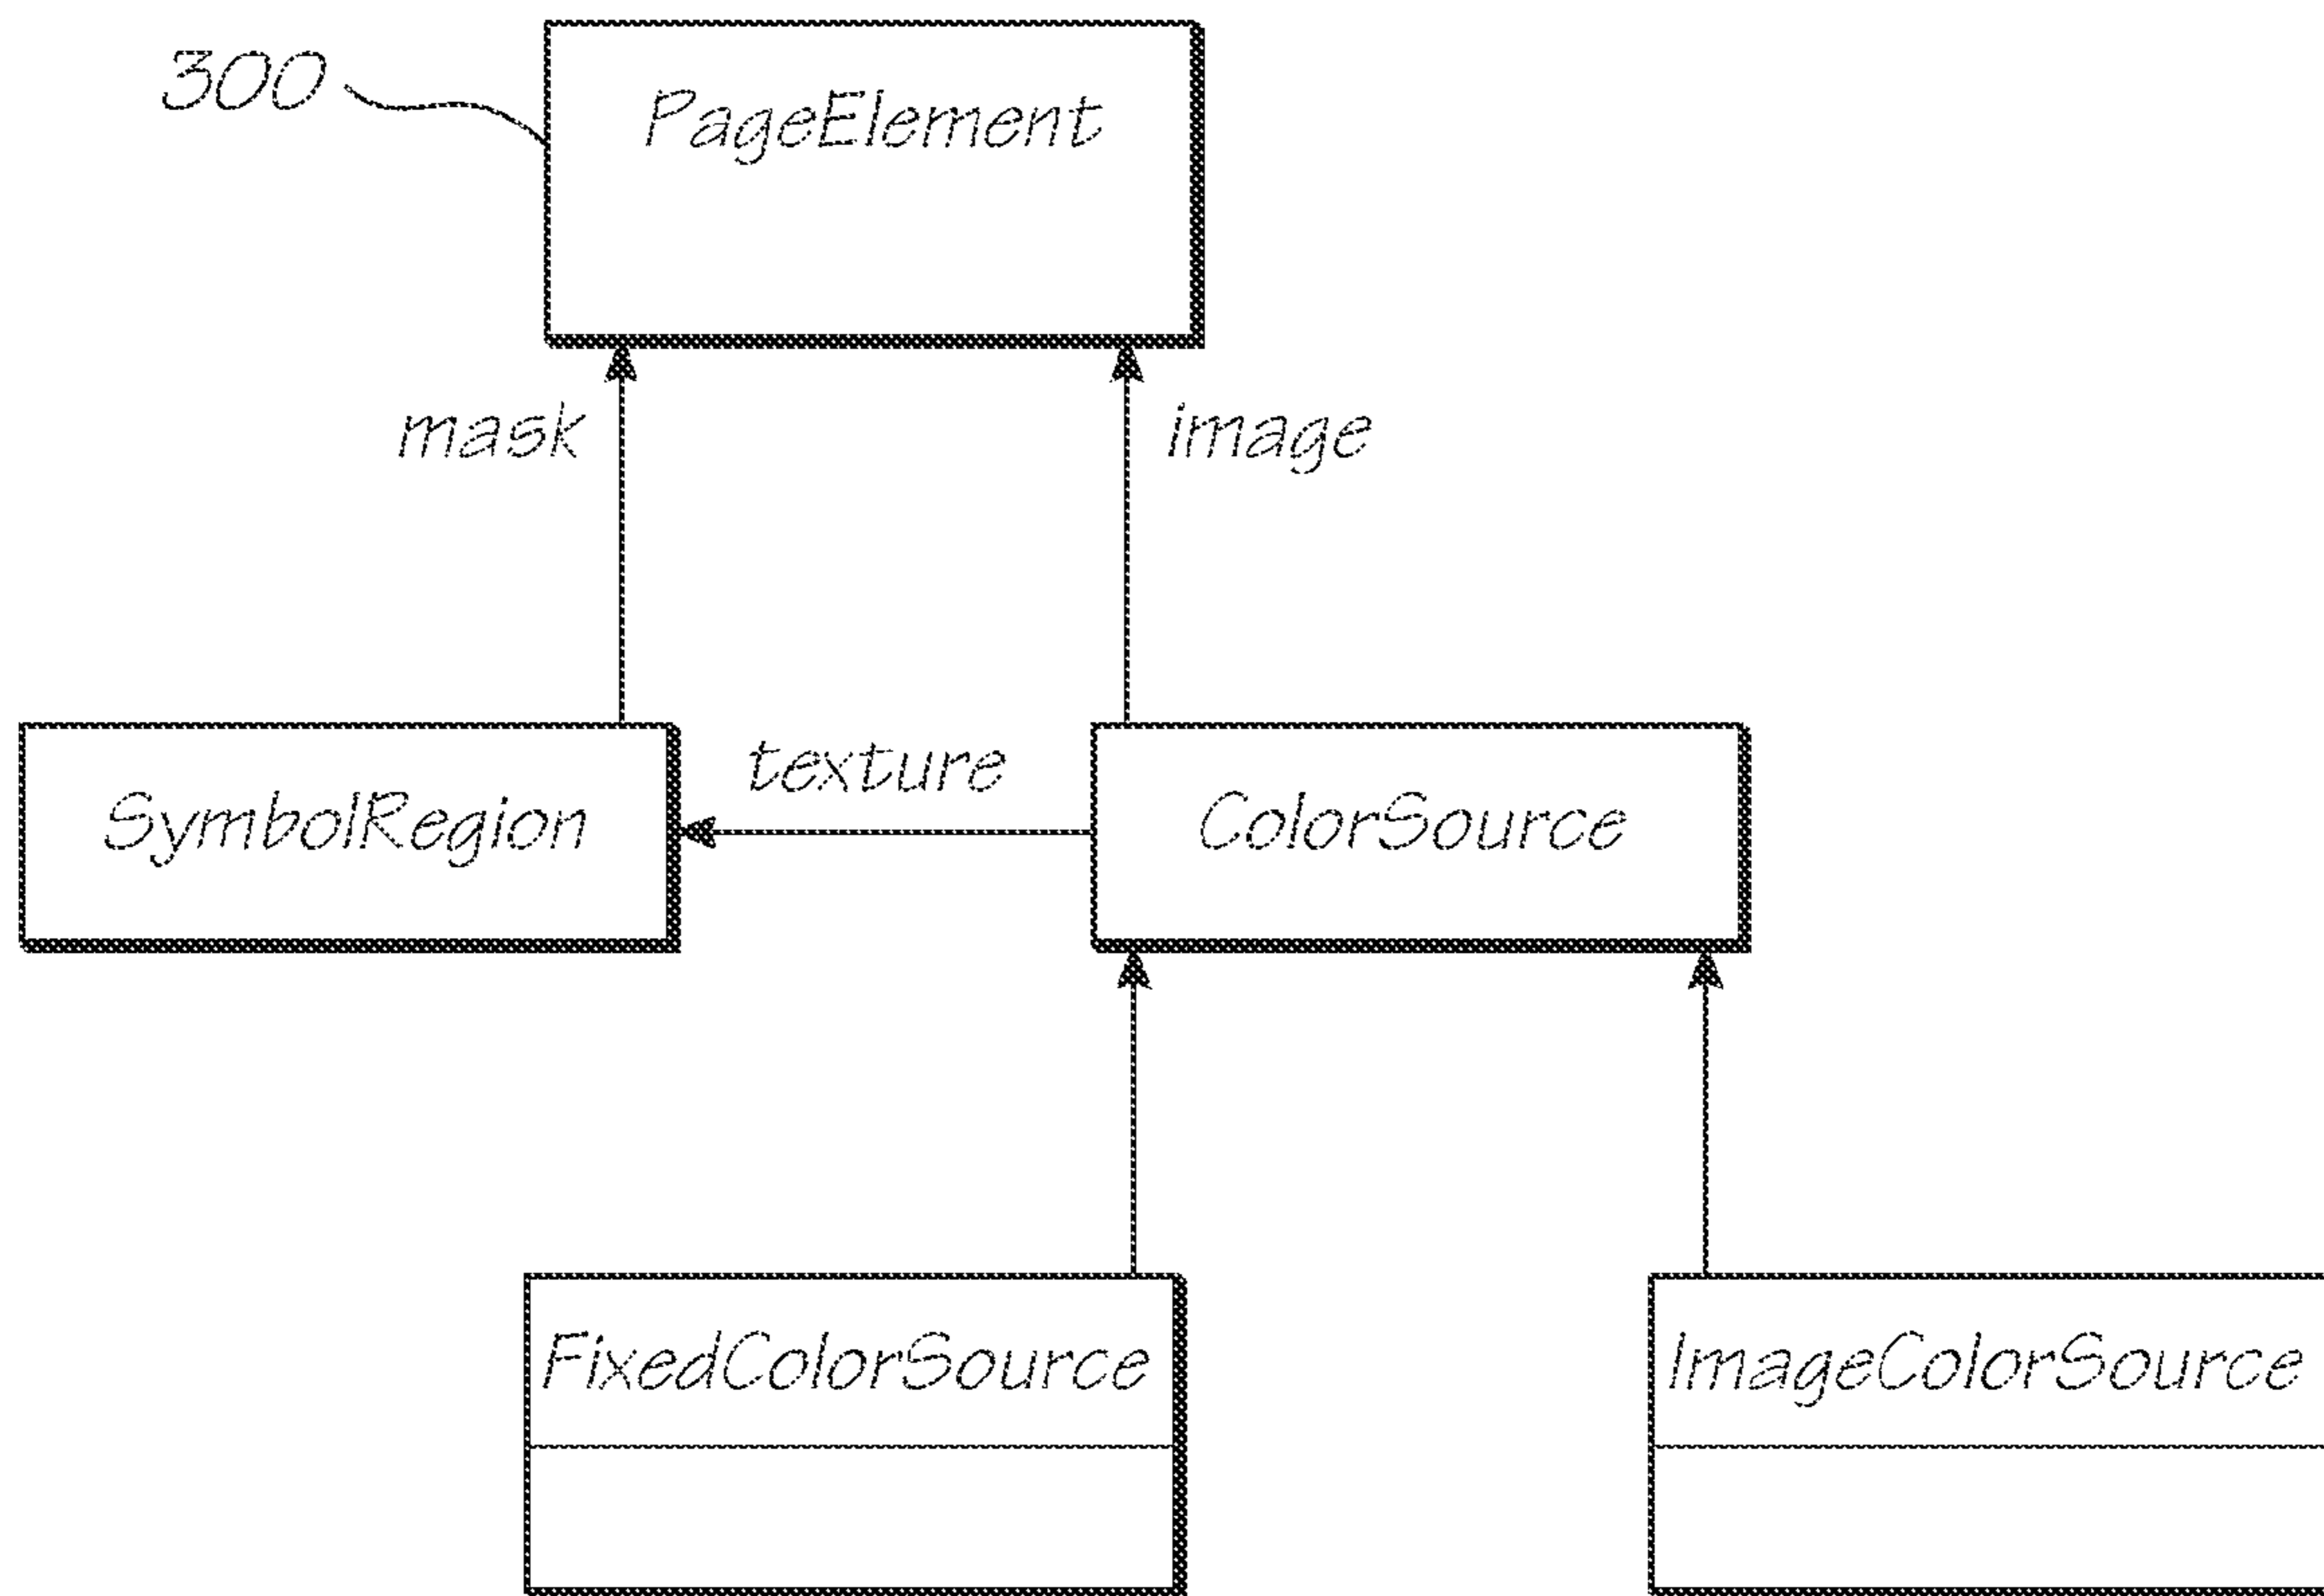 300
PageElement
mask
image
texture
SymbolRegion
ColorSource
FixedColorSource
ImageColorSource